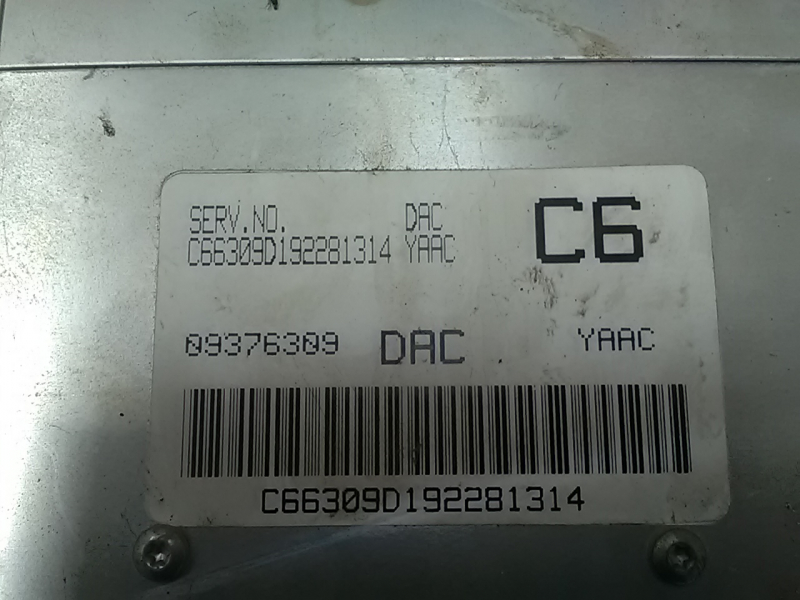 SERV.NO. DAC C6
C66309D192281314 YAAC
09376309 DAC YAAC
C66309D192281314